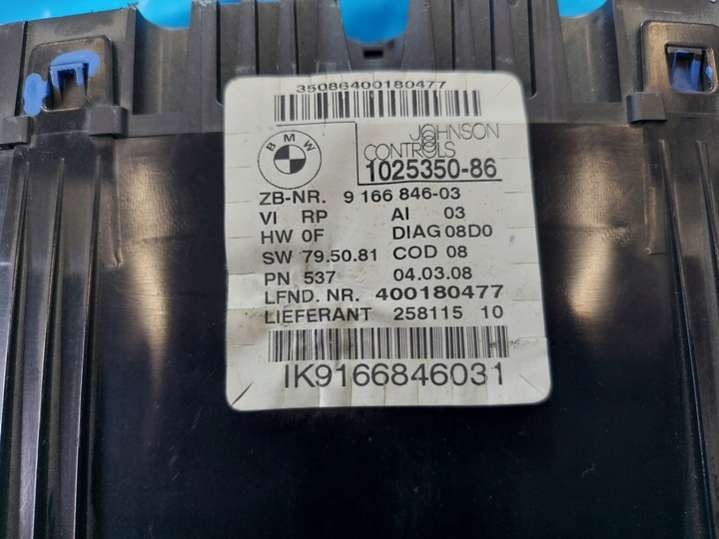 35086400180477
BMW
JOHNSON
CONTROLS
1025350-86
ZB-NR. 9 166 846-03
VI RP AI 03
HW 0F DIAG 08D0
SW 79.50.81 COD 08
PN 537 04.03.08
LFND. NR. 400180477
LIEFERANT 258115 10
IK9166846031